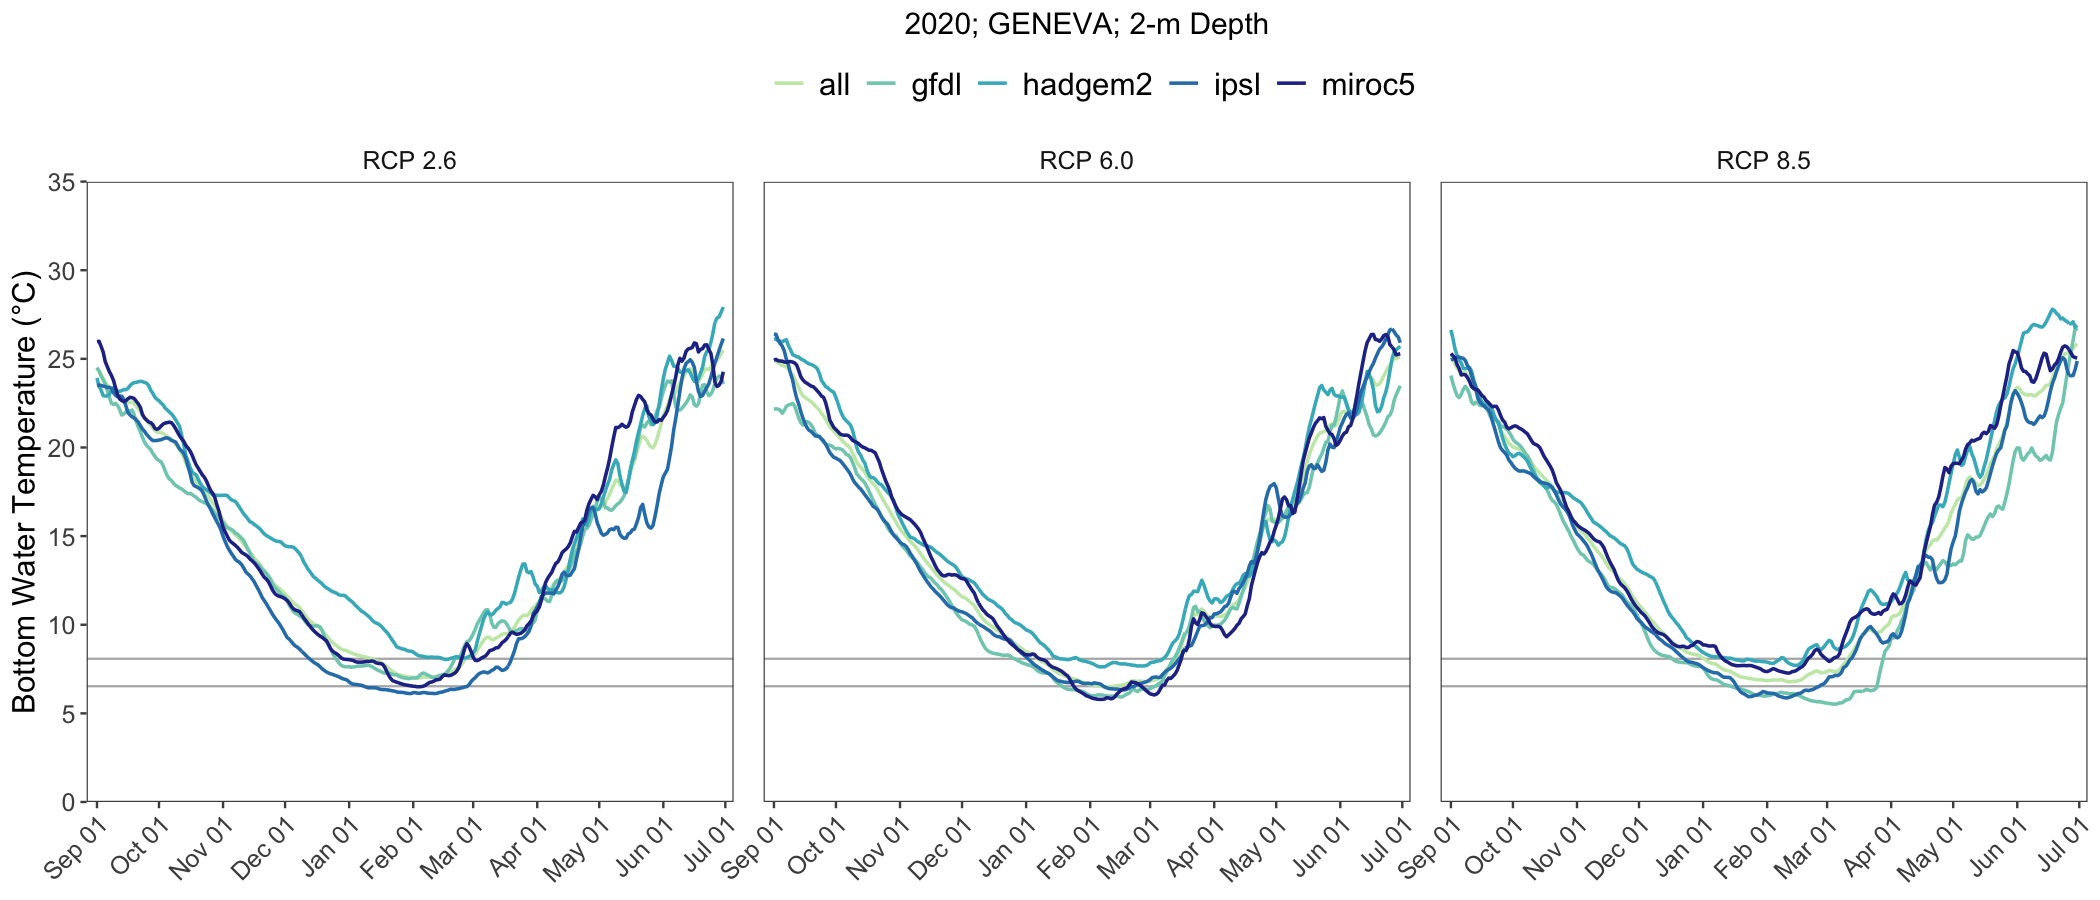 2020; GENEVA; 2-m Depth
all gfdl hadgem2 ipsl miroc5
RCP 2.6 RCP 6.0 RCP 8.5
Bottom Water Temperature (°C)
35
30
25
20
15
10
5
0
Sep 01 Oct 01 Nov 01 Dec 01 Jan 01 Feb 01 Mar 01 Apr 01 May 01 Jun 01 Jul 01 Sep 01 Oct 01 Nov 01 Dec 01 Jan 01 Feb 01 Mar 01 Apr 01 May 01 Jun 01 Jul 01 Sep 01 Oct 01 Nov 01 Dec 01 Jan 01 Feb 01 Mar 01 Apr 01 May 01 Jun 01 Jul 01